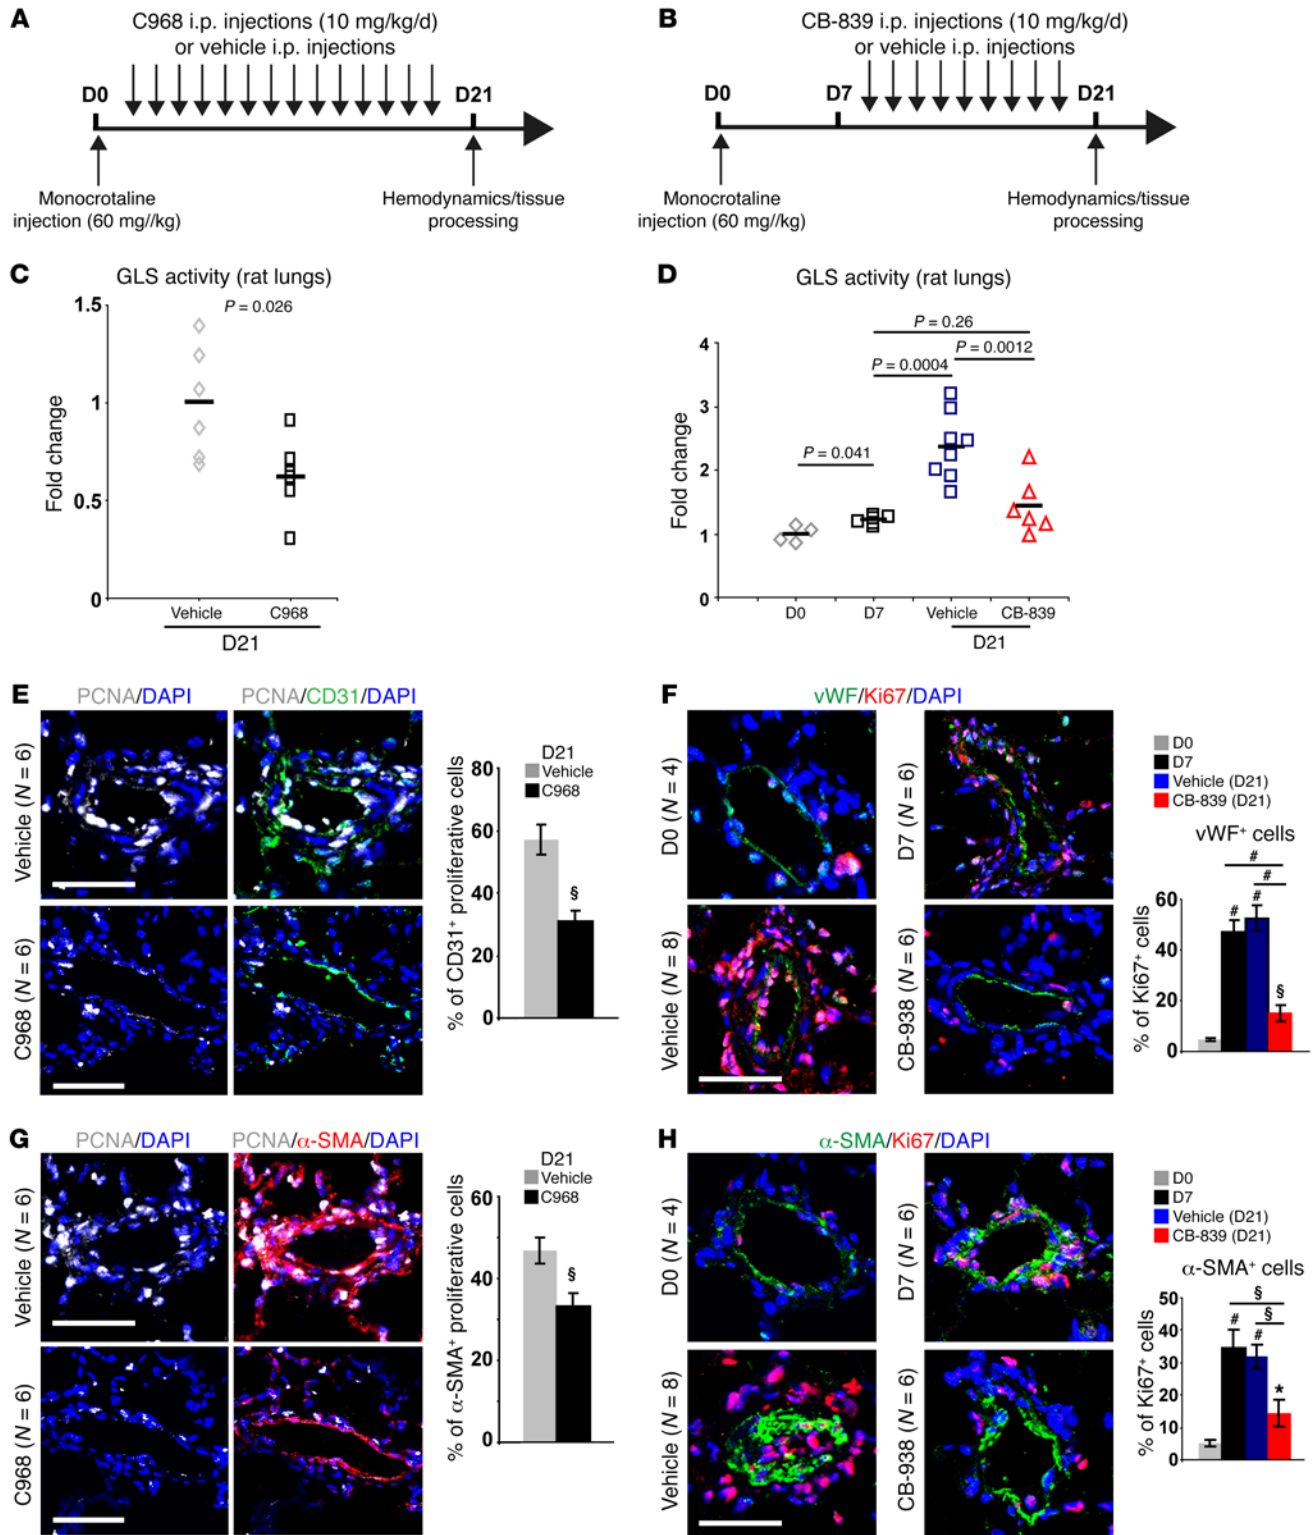 A
C968 i.p. injections (10 mg/kg/d)
or vehicle i.p. injections
D0
D21
Monocrotaline
injection (60 mg//kg)
Hemodynamics/tissue
processing
B
CB-839 i.p. injections (10 mg/kg/d)
or vehicle i.p. injections
D0
D7
D21
Monocrotaline
injection (60 mg//kg)
Hemodynamics/tissue
processing
C
GLS activity (rat lungs)
P = 0.026
Fold change
1.5
1
0.5
0
Vehicle
C968
D21
D
GLS activity (rat lungs)
P = 0.26
P = 0.0012
P = 0.0004
P = 0.041
Fold change
4
3
2
1
0
D0
D7
Vehicle
CB-839
D21
E
PCNA/DAPI
PCNA/CD31/DAPI
Vehicle (N = 6)
C968 (N = 6)
D21
Vehicle
C968
% of CD31+ proliferative cells
80
60
40
20
0
§
F
vWF/Ki67/DAPI
D0 (N = 4)
D7 (N = 6)
Vehicle (N = 8)
CB-938 (N = 6)
D0
D7
Vehicle (D21)
CB-839 (D21)
vWF+ cells
#
#
#
#
§
% of Ki67+ cells
60
40
20
0
G
PCNA/DAPI
PCNA/α-SMA/DAPI
Vehicle (N = 6)
C968 (N = 6)
D21
Vehicle
C968
% of α-SMA+ proliferative cells
60
40
20
0
§
H
α-SMA/Ki67/DAPI
D0 (N = 4)
D7 (N = 6)
Vehicle (N = 8)
CB-938 (N = 6)
D0
D7
Vehicle (D21)
CB-839 (D21)
α-SMA+ cells
§
§
#
#
*
% of Ki67+ cells
50
40
30
20
10
0